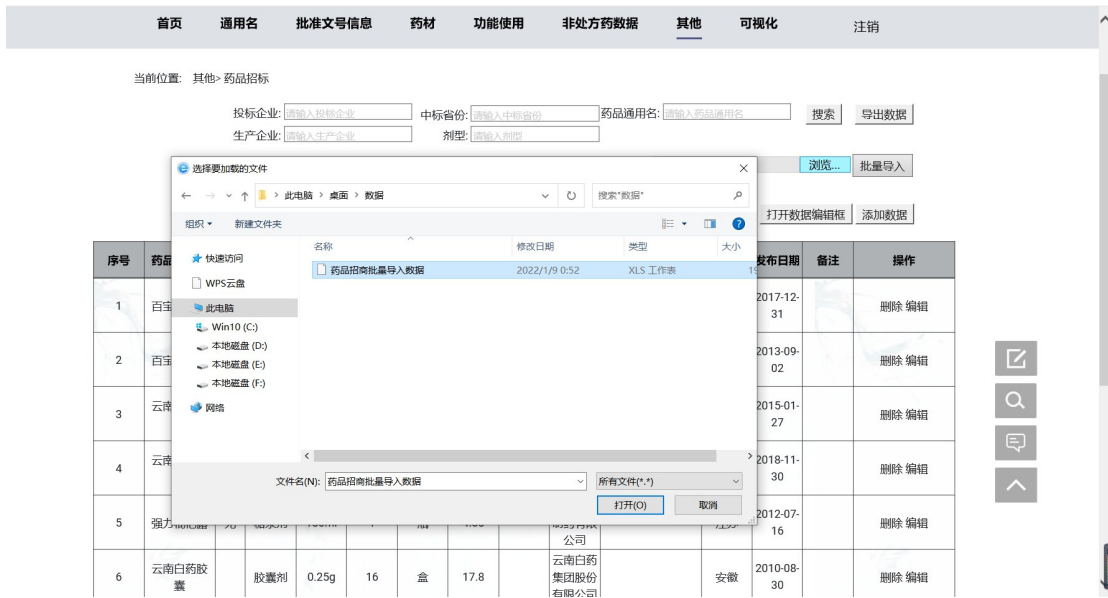 首页 通用名 批准文号信息 药材 功能使用 非处方药数据 其他 可视化 注销
当前位置: 其他> 药品招标
投标企业: 请输入投标企业 中标省份: 请输入中标省份 药品通用名: 请输入药品通用名 搜索 导出数据
生产企业: 请输入生产企业 剂型: 请输入剂型
浏览... 批量导入
打开数据编辑框 添加数据
选择要加载的文件
此电脑 > 桌面 > 数据 搜索"数据"
组织 新建文件夹
名称 修改日期 类型 大小
药品招商批量导入数据 2022/1/9 0:52 XLS 工作表 19
快速访问
WPS云盘
此电脑
Win10 (C:)
本地磁盘 (D:)
本地磁盘 (E:)
本地磁盘 (F:)
网络
文件名(N): 药品招商批量导入数据 所有文件(*.*)
打开(O) 取消
序号 药品 发布日期 备注 操作
1 百宝 2017-12-
31 删除 编辑
2 百宝 2013-09-
02 删除 编辑
3 云南 2015-01-
27 删除 编辑
4 云南 2018-11-
30 删除 编辑
5 强力 2012-07-
16 删除 编辑
公司
6 云南白药胶
囊 胶囊剂 0.25g 16 盒 17.8 云南白药
集团股份
有限公司 安徽 2010-08-
30 删除 编辑